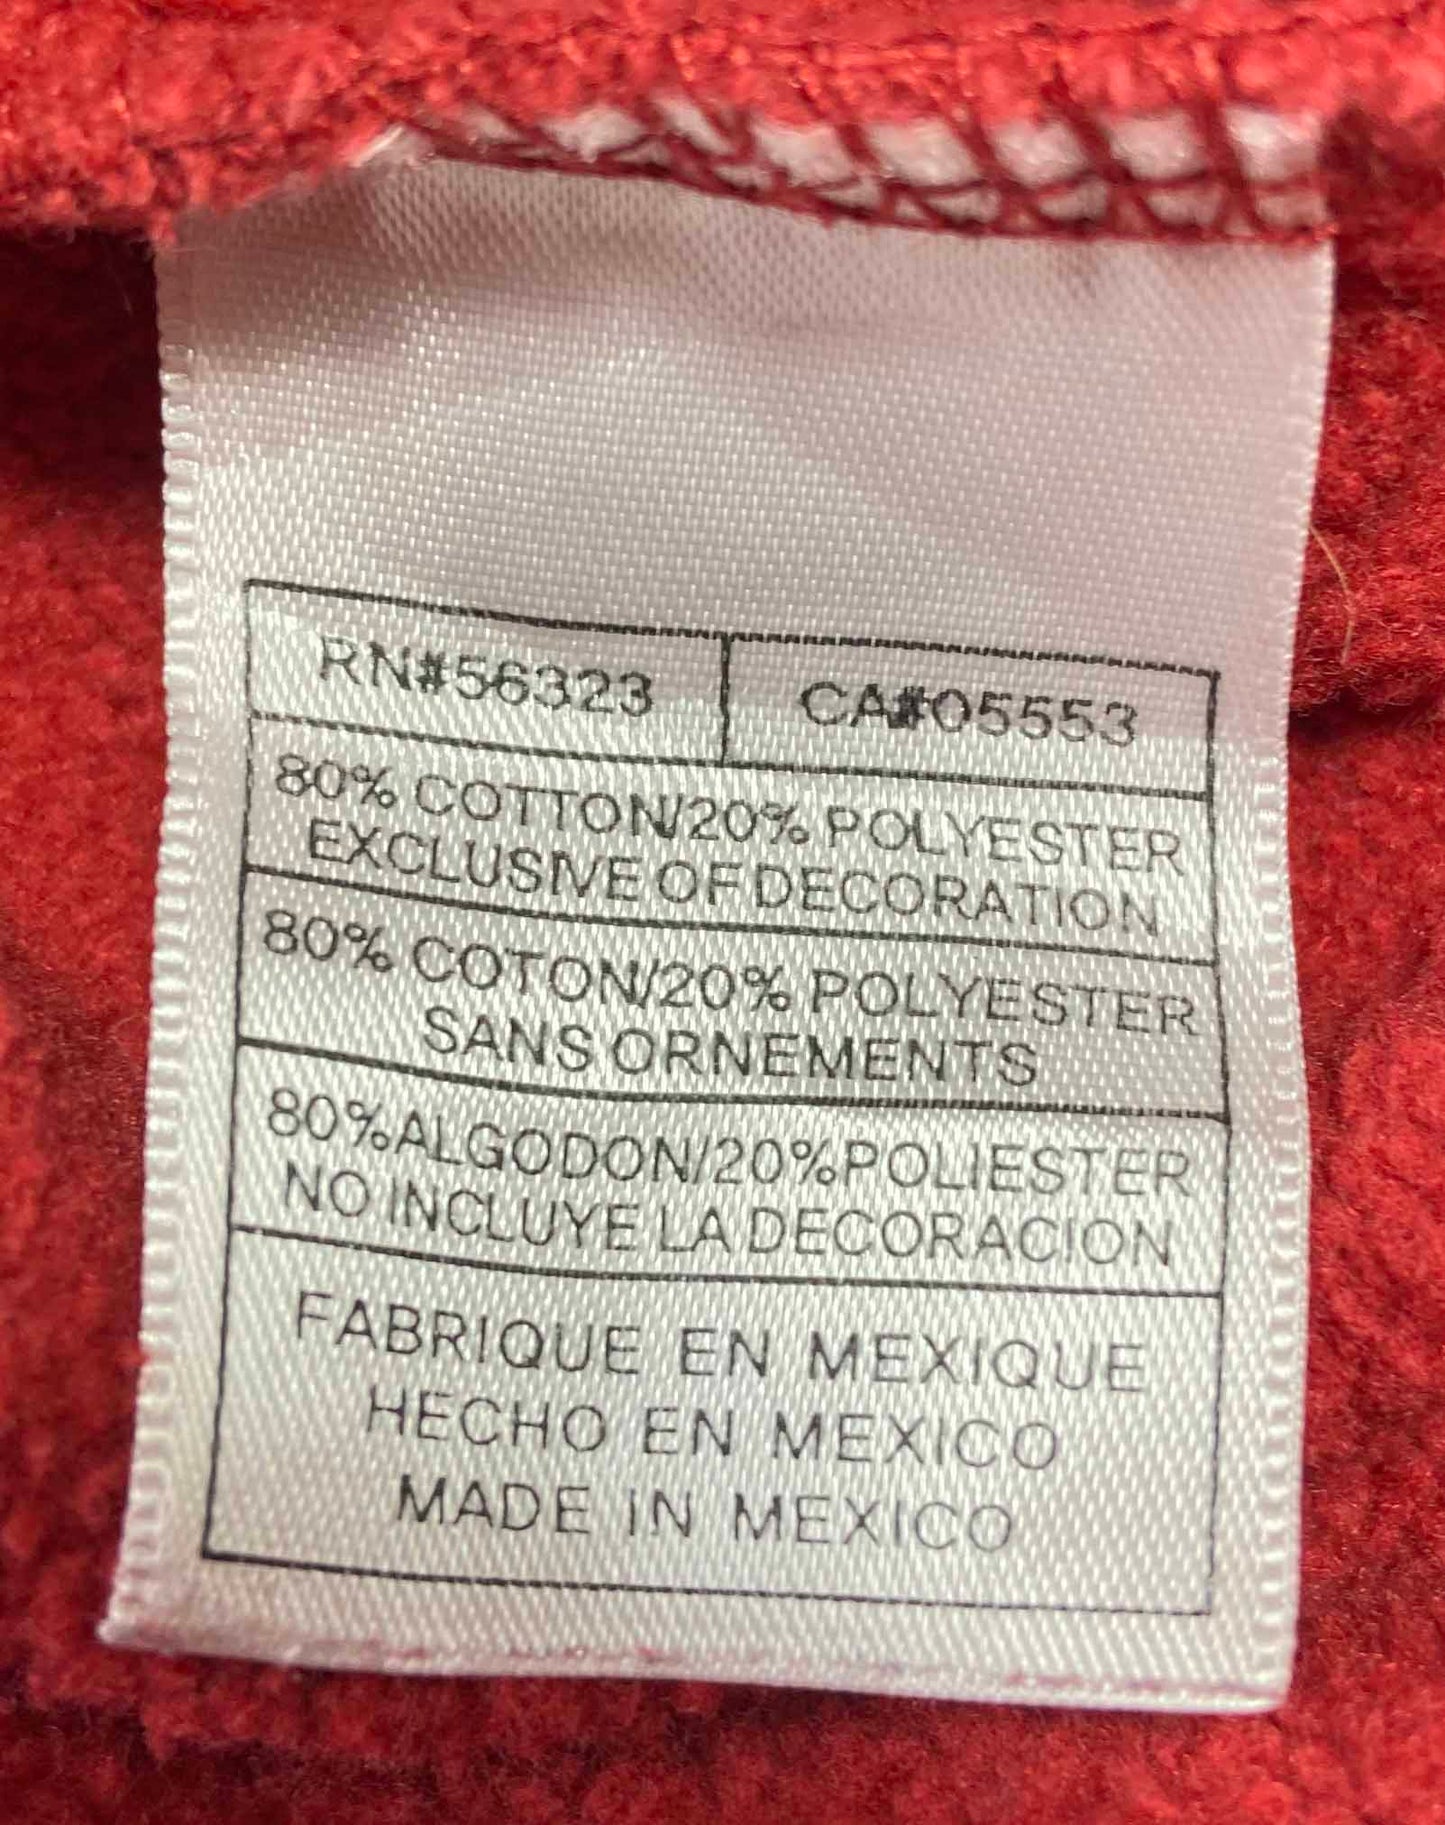 RN#56323 CA#05553
80% COTTON/20% POLYESTER
EXCLUSIVE OF DECORATION
80% COTON/20% POLYESTER
SANS ORNEMENTS
80%ALGODON/20%POLIESTER
NO INCLUYE LA DECORACION
FABRIQUE EN MEXIQUE
HECHO EN MEXICO
MADE IN MEXICO